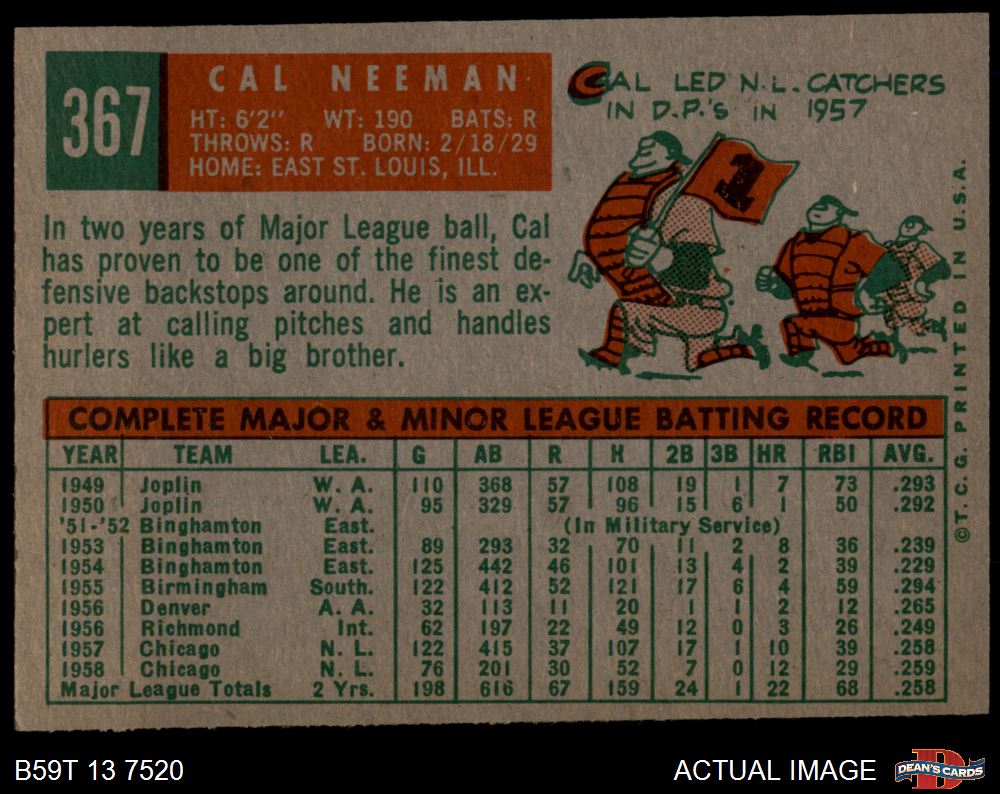 367
CAL NEEMAN
HT: 6'2" WT: 190 BATS: R
THROWS: R BORN: 2/18/29
HOME: EAST ST. LOUIS, ILL.
CAL LED N.L. CATCHERS
IN D.P.'S IN 1957
1
In two years of Major League ball, Cal
has proven to be one of the finest de-
fensive backstops around. He is an ex-
pert at calling pitches and handles
hurlers like a big brother.
COMPLETE MAJOR & MINOR LEAGUE BATTING RECORD
YEAR TEAM LEA. G AB R H 2B 3B HR RBI AVG.
1949 Joplin W. A. 110 368 57 108 19 1 7 73 .293
1950 Joplin W. A. 95 329 57 96 15 6 1 50 .292
'51-'52 Binghamton East. (In Military Service)
1953 Binghamton East. 89 293 32 70 11 2 8 36 .239
1954 Binghamton East. 125 442 46 101 13 4 2 39 .229
1955 Birmingham South. 122 412 52 121 17 6 4 59 .294
1956 Denver A. A. 32 113 11 20 1 1 2 12 .265
1956 Richmond Int. 62 197 22 49 12 0 3 26 .249
1957 Chicago N. L. 122 415 37 107 17 1 10 39 .258
1958 Chicago N. L. 76 201 30 52 7 0 12 29 .259
Major League Totals 2 Yrs. 198 616 67 159 24 1 22 68 .258
© T. C. G. PRINTED IN U.S.A.
B59T 13 7520
ACTUAL IMAGE
D
DEAN'S CARDS